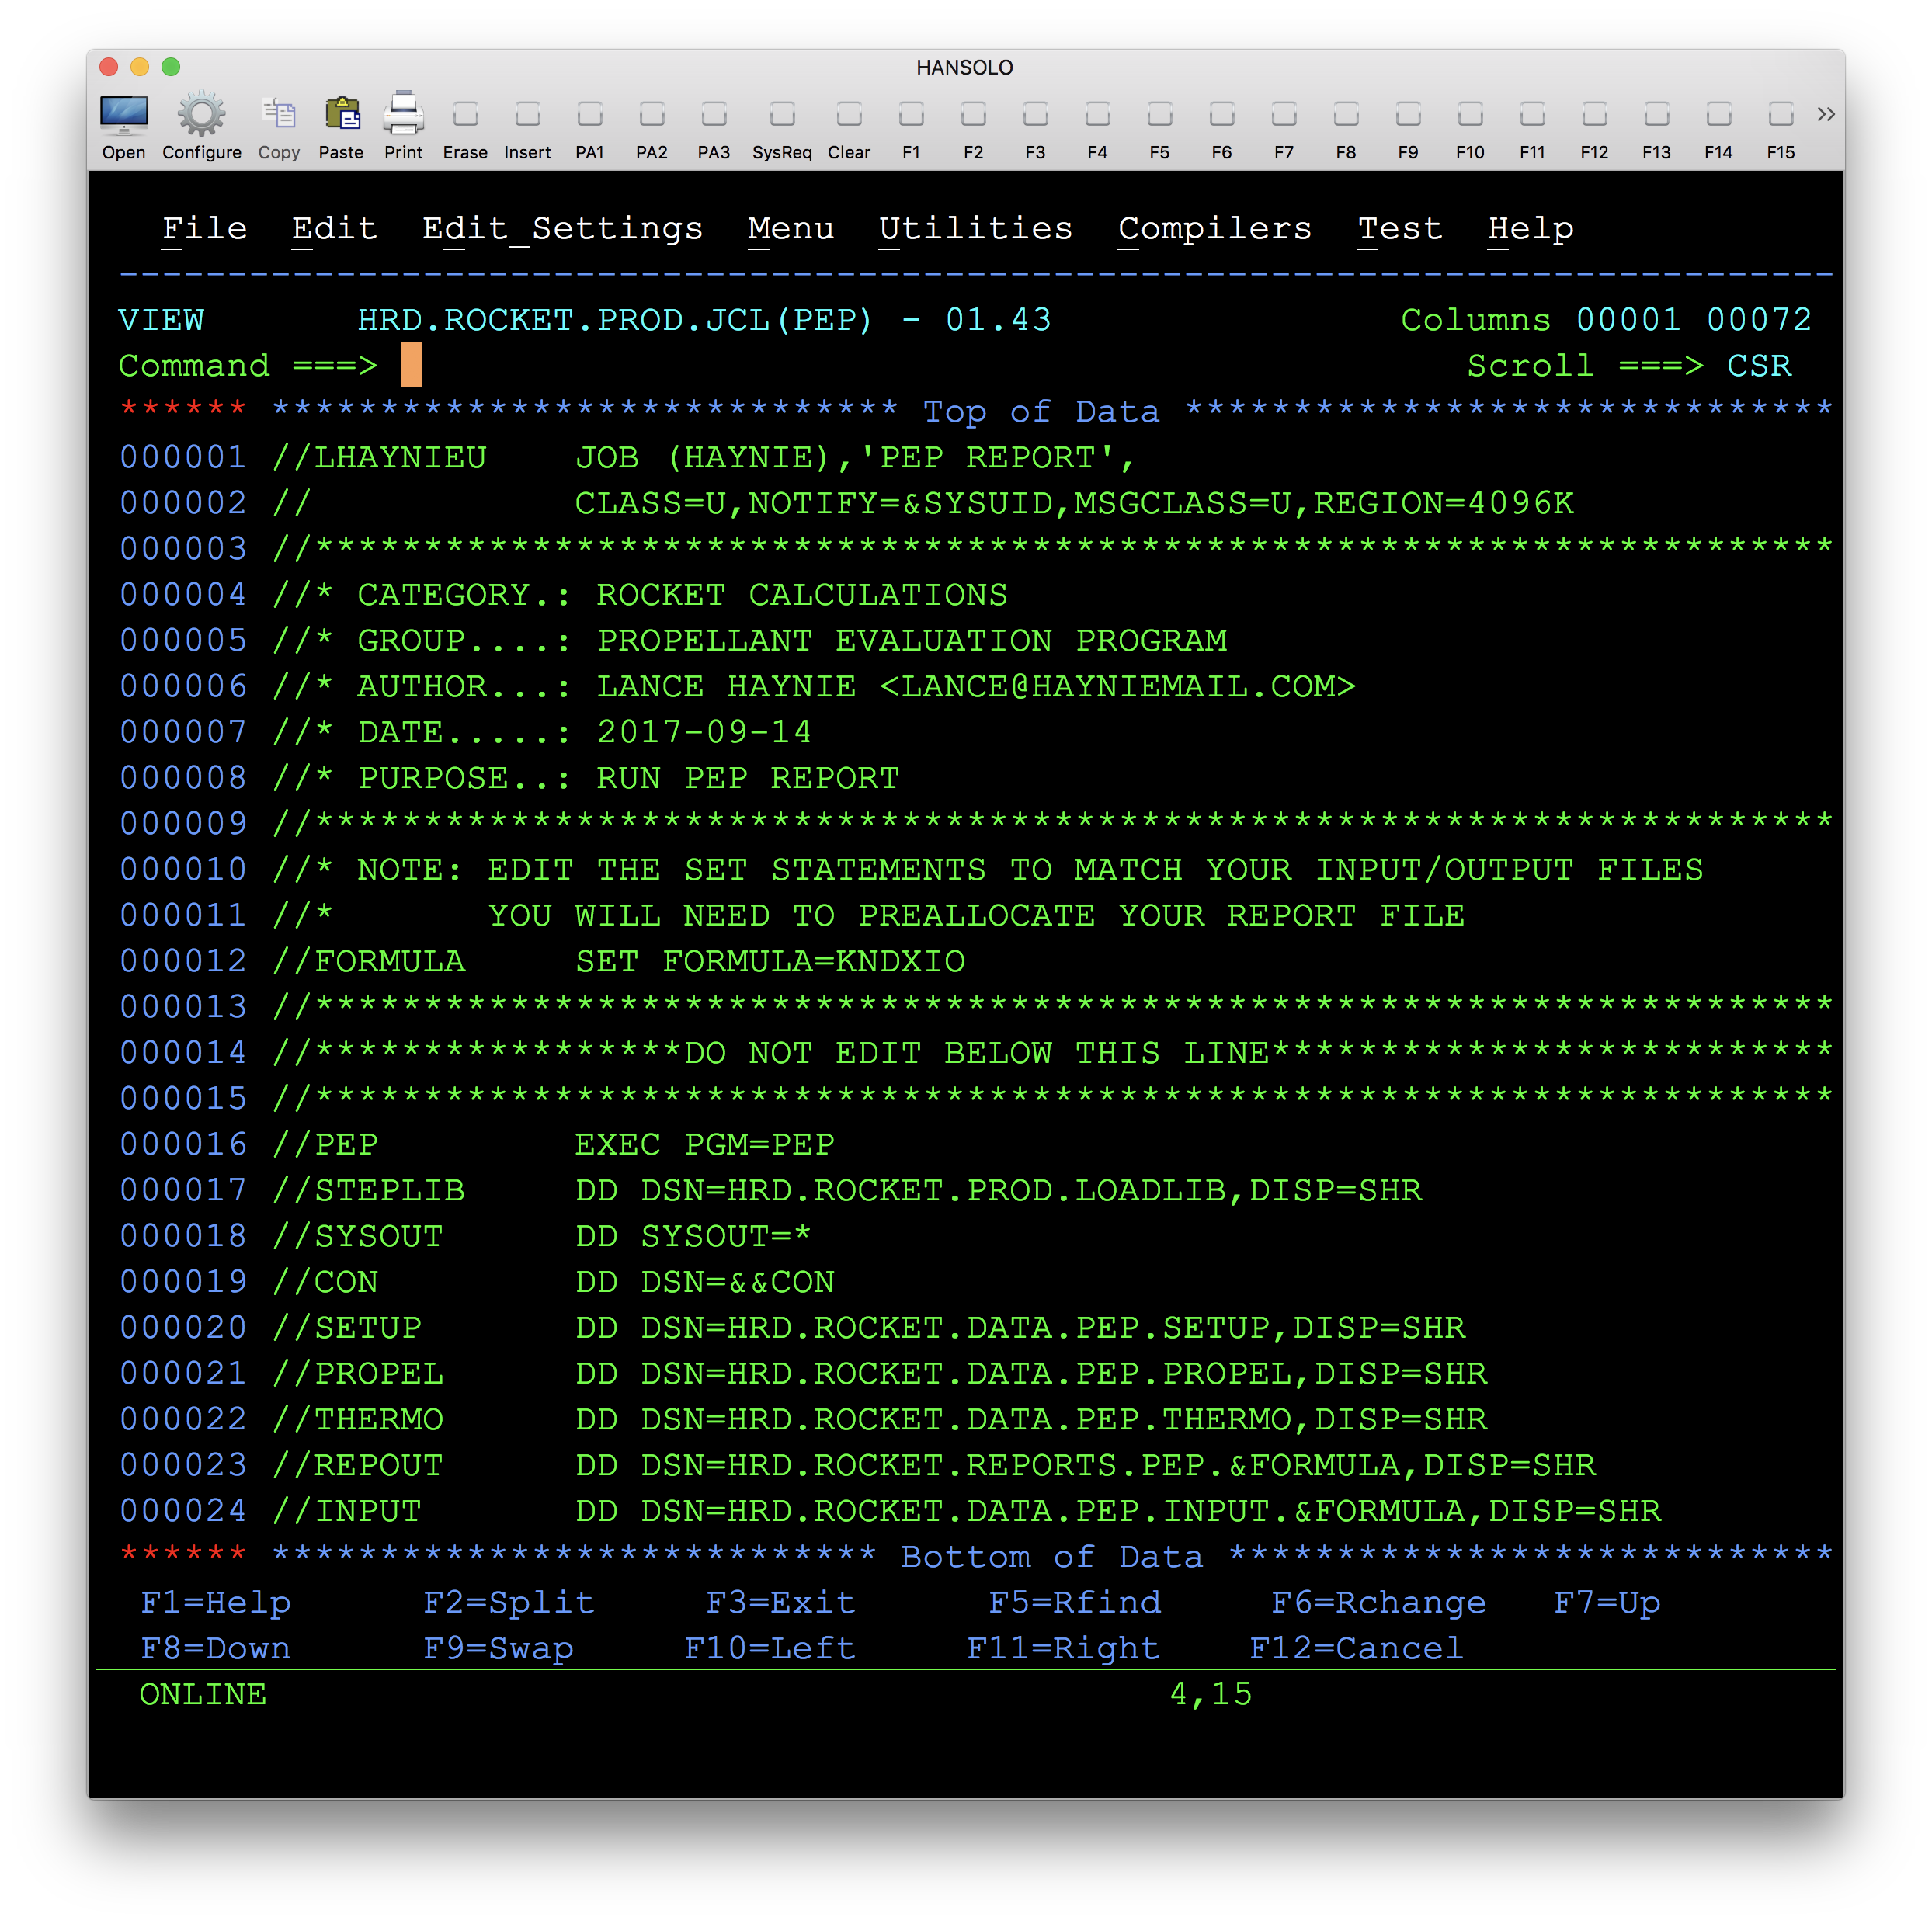 HANSOLO
Open Configure Copy Paste Print Erase Insert PA1 PA2 PA3 SysReq Clear F1 F2 F3 F4 F5 F6 F7 F8 F9 F10 F11 F12 F13 F14 F15 >>
File  Edit  Edit_Settings  Menu  Utilities  Compilers  Test  Help
-------------------------------------------------------------------------------
VIEW       HRD.ROCKET.PROD.JCL(PEP) - 01.43                Columns 00001 00072
Command ===>                                                  Scroll ===> CSR
****** ***************************** Top of Data ******************************
000001 //LHAYNIEU    JOB (HAYNIE),'PEP REPORT',
000002 //            CLASS=U,NOTIFY=&SYSUID,MSGCLASS=U,REGION=4096K
000003 //**********************************************************************
000004 //* CATEGORY.: ROCKET CALCULATIONS
000005 //* GROUP....: PROPELLANT EVALUATION PROGRAM
000006 //* AUTHOR...: LANCE HAYNIE <LANCE@HAYNIEMAIL.COM>
000007 //* DATE.....: 2017-09-14
000008 //* PURPOSE..: RUN PEP REPORT
000009 //**********************************************************************
000010 //* NOTE: EDIT THE SET STATEMENTS TO MATCH YOUR INPUT/OUTPUT FILES
000011 //*       YOU WILL NEED TO PREALLOCATE YOUR REPORT FILE
000012 //FORMULA     SET FORMULA=KNDXIO
000013 //**********************************************************************
000014 //*****************DO NOT EDIT BELOW THIS LINE**************************
000015 //**********************************************************************
000016 //PEP         EXEC PGM=PEP
000017 //STEPLIB     DD DSN=HRD.ROCKET.PROD.LOADLIB,DISP=SHR
000018 //SYSOUT      DD SYSOUT=*
000019 //CON         DD DSN=&&CON
000020 //SETUP       DD DSN=HRD.ROCKET.DATA.PEP.SETUP,DISP=SHR
000021 //PROPEL      DD DSN=HRD.ROCKET.DATA.PEP.PROPEL,DISP=SHR
000022 //THERMO      DD DSN=HRD.ROCKET.DATA.PEP.THERMO,DISP=SHR
000023 //REPOUT      DD DSN=HRD.ROCKET.REPORTS.PEP.&FORMULA,DISP=SHR
000024 //INPUT       DD DSN=HRD.ROCKET.DATA.PEP.INPUT.&FORMULA,DISP=SHR
****** **************************** Bottom of Data ****************************
F1=Help      F2=Split     F3=Exit      F5=Rfind     F6=Rchange   F7=Up
F8=Down      F9=Swap     F10=Left     F11=Right    F12=Cancel
ONLINE                                          4,15